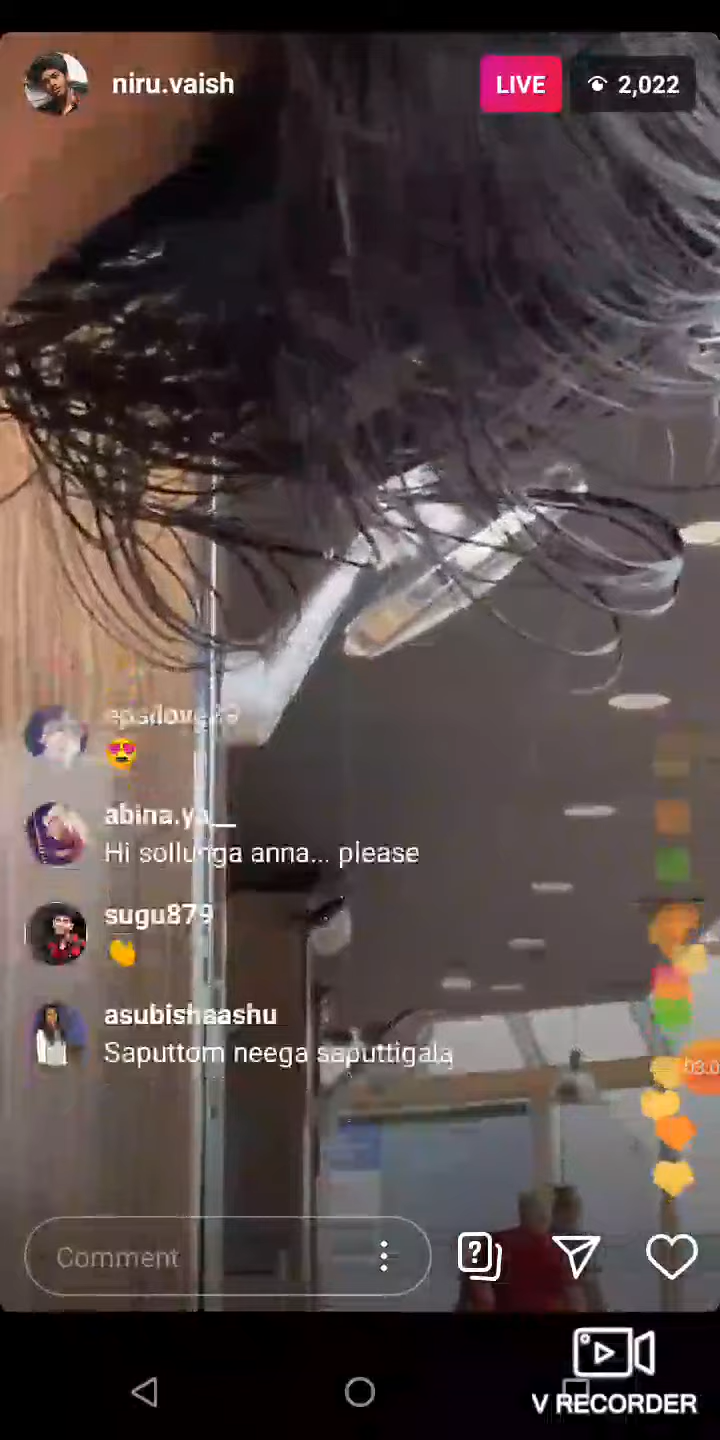 niru.vaish
LIVE
2,022
abina.ya__
Hi sollunga anna... please
sugu879
asubishaashu
Saputtom neega saputtigala
Comment
V RECORDER